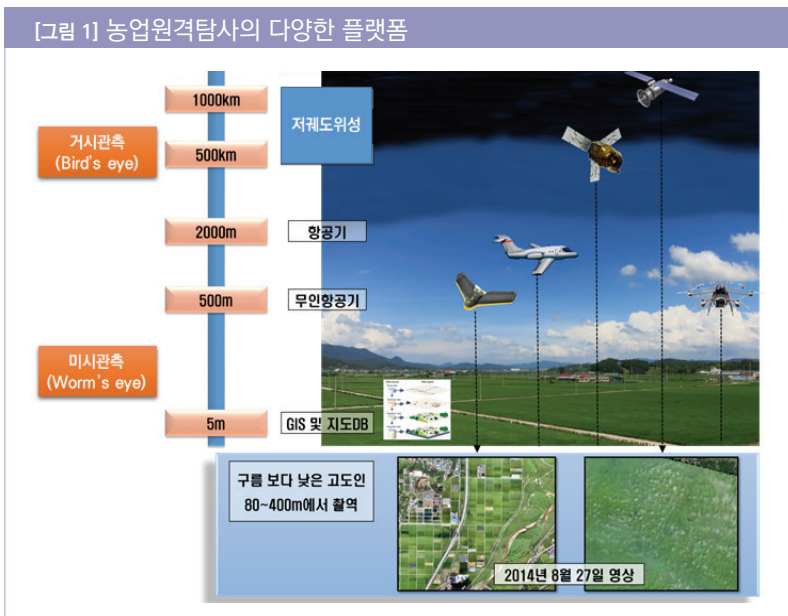 [그림 1] 농업원격탐사의 다양한 플랫폼
1000km
저궤도위성
거시관측
(Bird's eye)
500km
2000m
항공기
500m
무인항공기
미시관측
(Worm's eye)
5m
GIS 및 지도DB
구름 보다 낮은 고도인
80~400m에서 촬역
2014년 8월 27일 영상